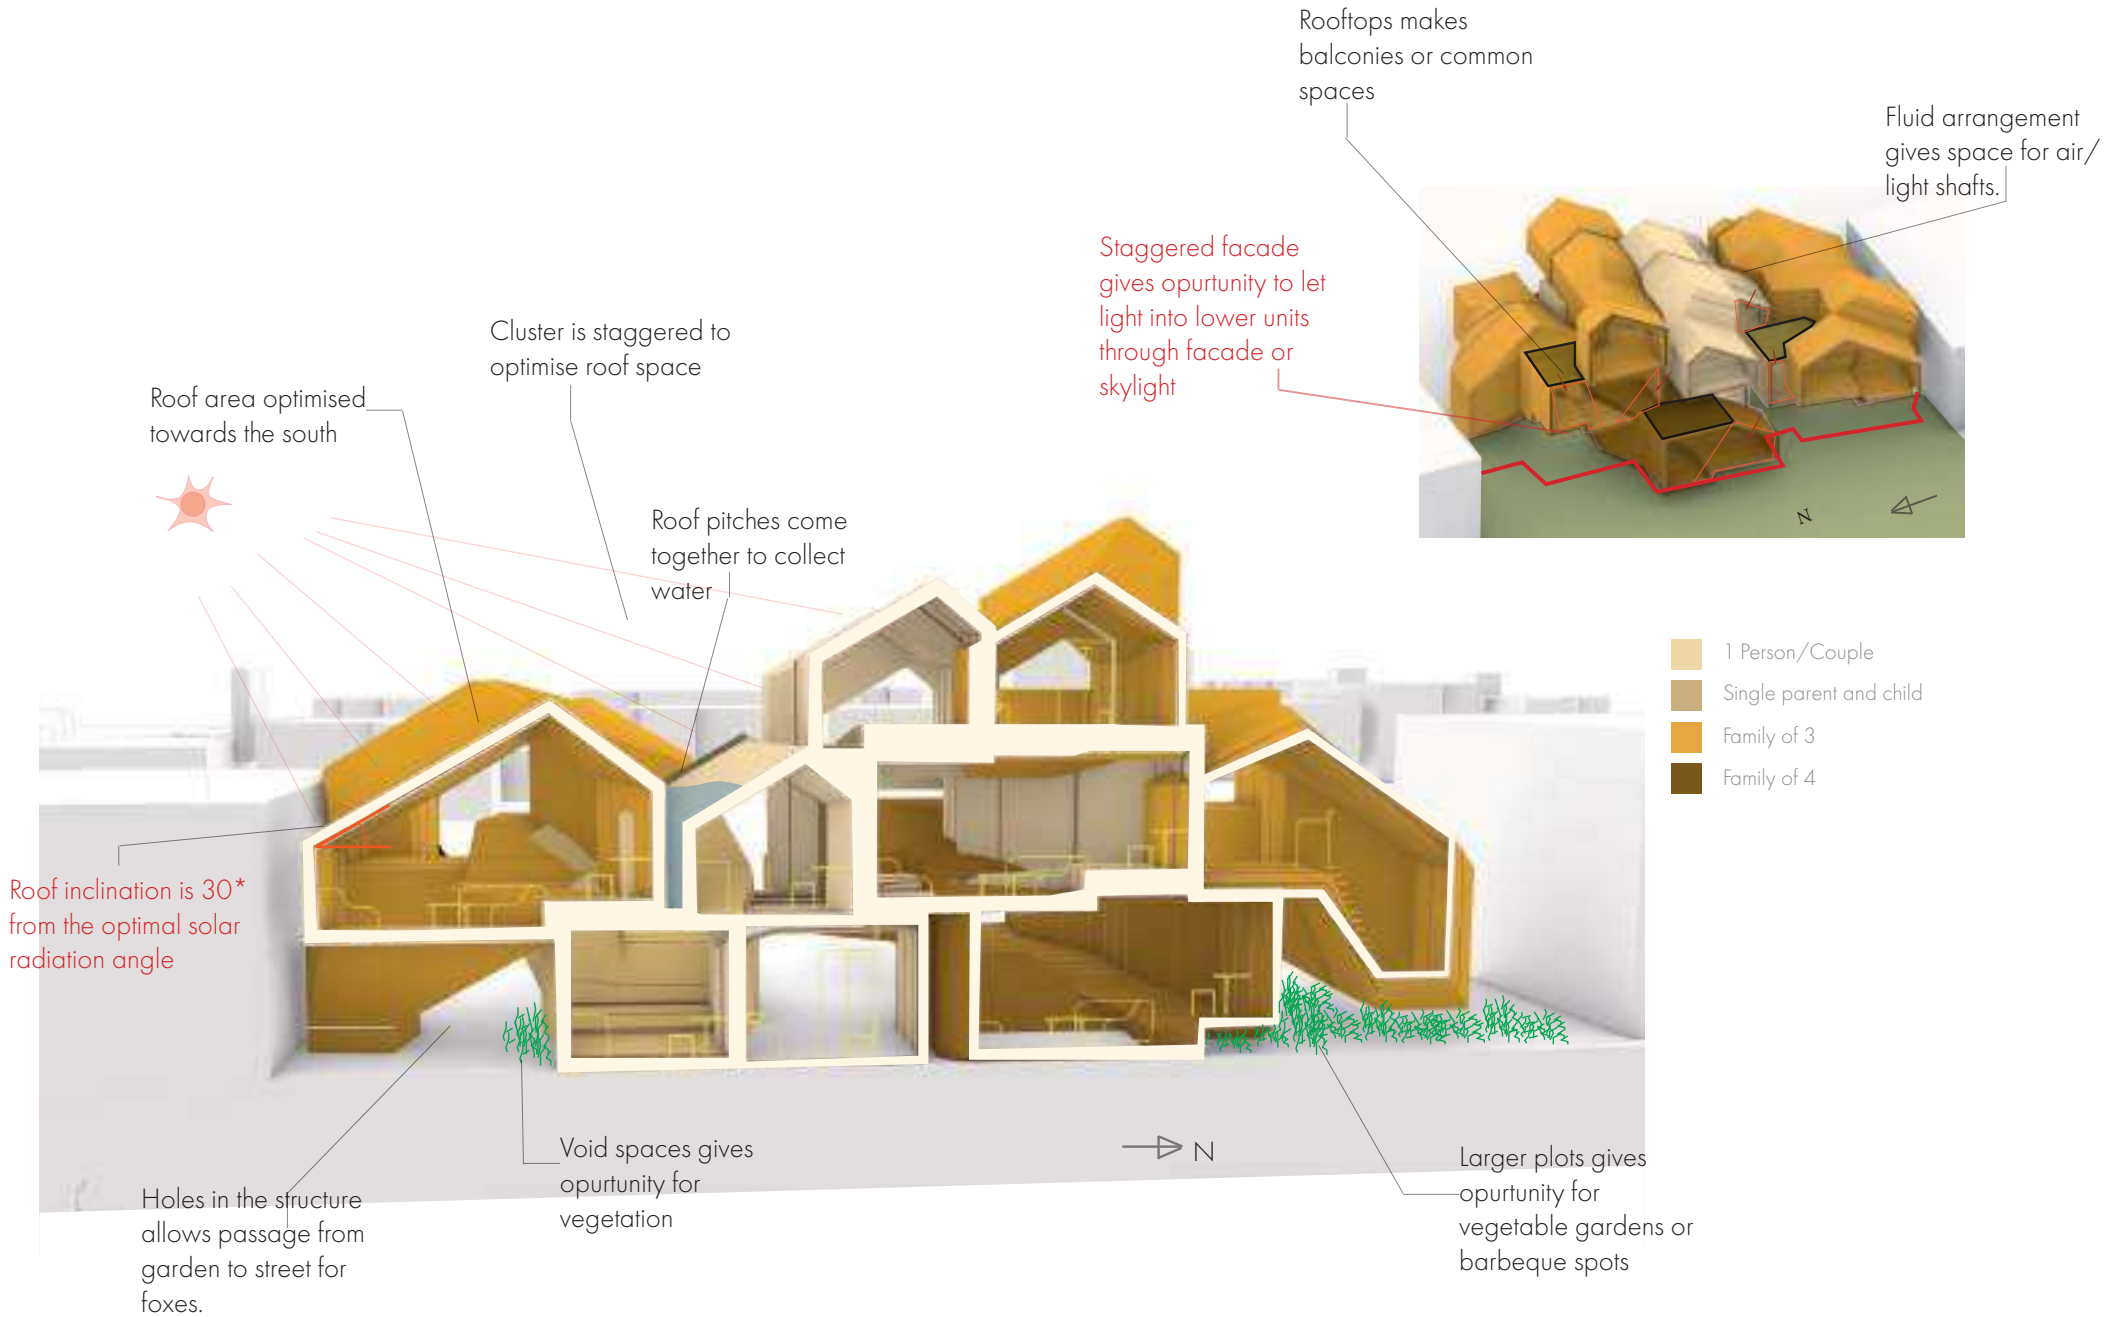 Rooftops makes
balconies or common
spaces
Fluid arrangement
gives space for air/
light shafts.
Staggered facade
gives opurtunity to let
light into lower units
through facade or
skylight
N
Cluster is staggered to
optimise roof space
Roof area optimised
towards the south
Roof pitches come
together to collect
water
1 Person/Couple
Single parent and child
Family of 3
Family of 4
Roof inclination is 30*
from the optimal solar
radiation angle
Void spaces gives
opurtunity for
vegetation
N
Larger plots gives
opurtunity for
vegetable gardens or
barbeque spots
Holes in the structure
allows passage from
garden to street for
foxes.